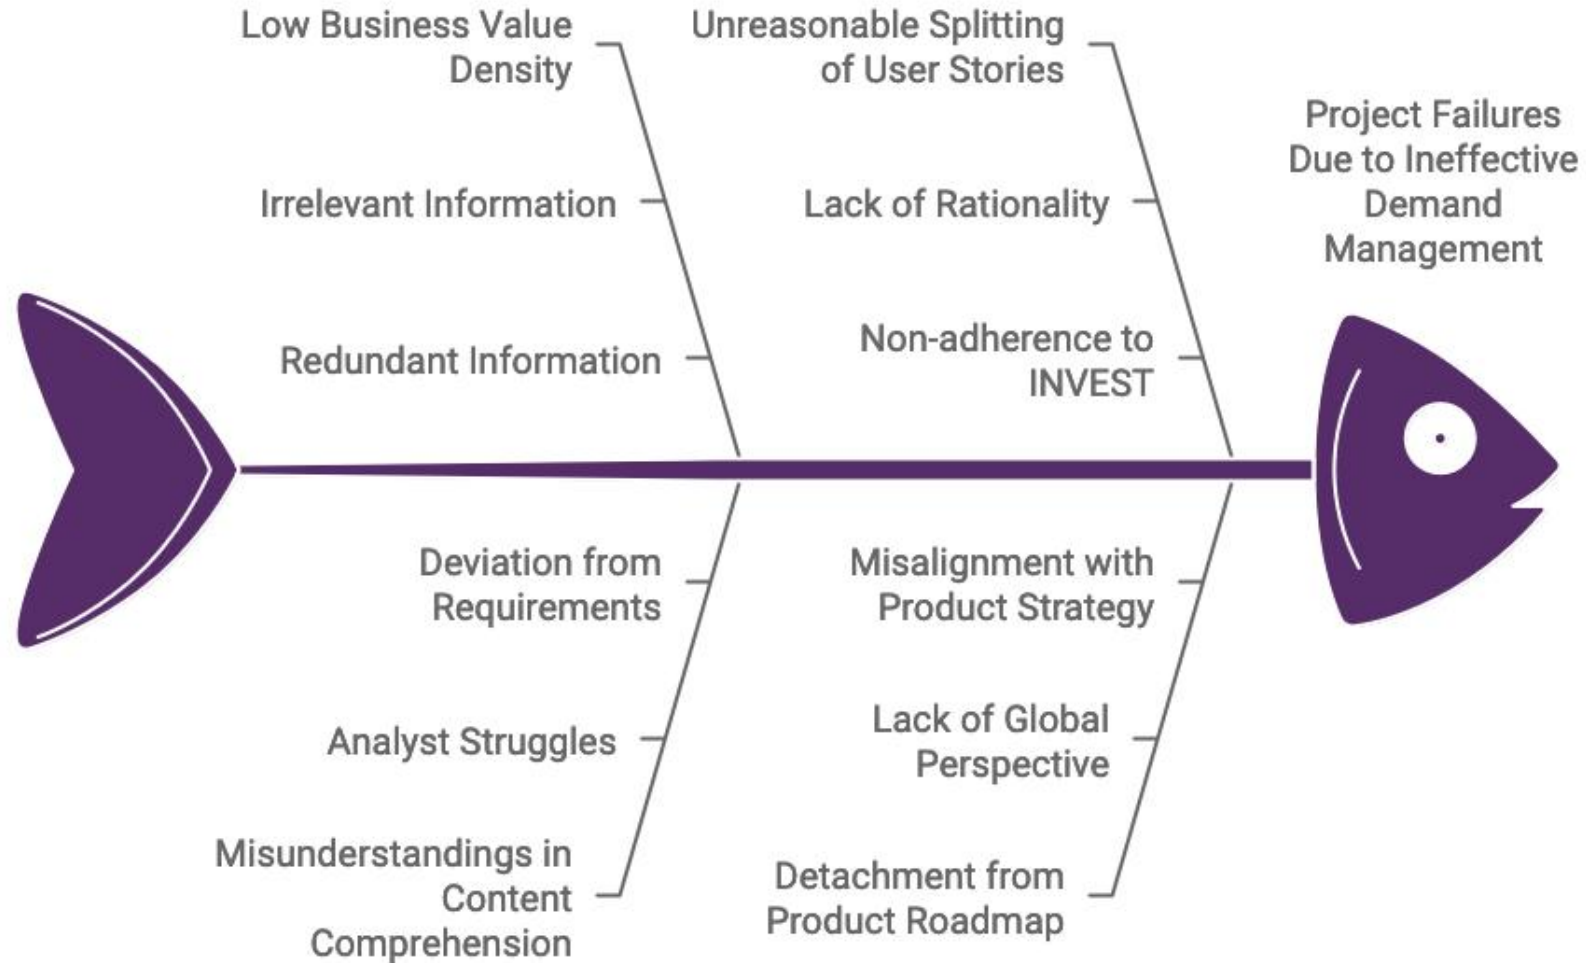 Low Business Value
Density
Irrelevant Information
Redundant Information
Unreasonable Splitting
of User Stories
Lack of Rationality
Non-adherence to
INVEST
Project Failures
Due to Ineffective
Demand
Management
Deviation from
Requirements
Analyst Struggles
Misunderstandings in
Content
Comprehension
Misalignment with
Product Strategy
Lack of Global
Perspective
Detachment from
Product Roadmap